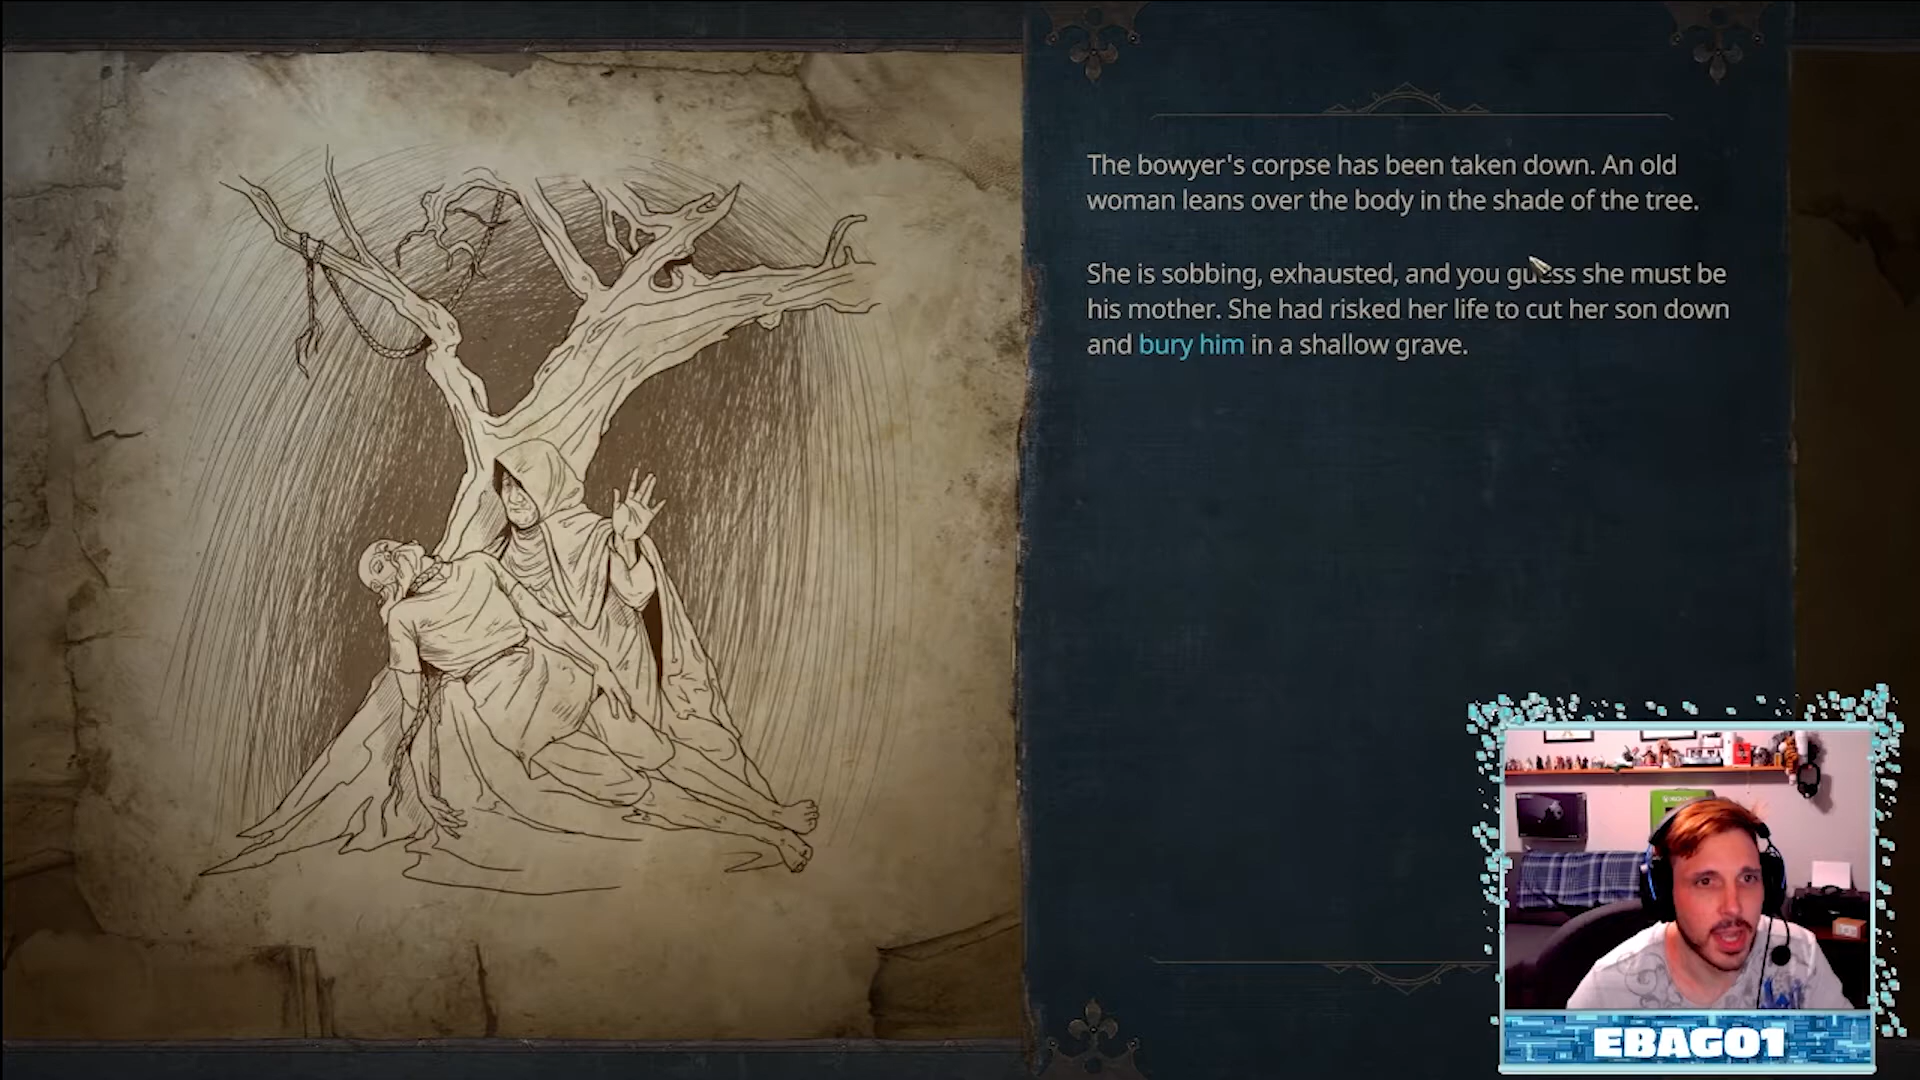 The bowyer's corpse has been taken down. An old
woman leans over the body in the shade of the tree.
She is sobbing, exhausted, and you guess she must be
his mother. She had risked her life to cut her son down
and bury him in a shallow grave.
EBAGO1